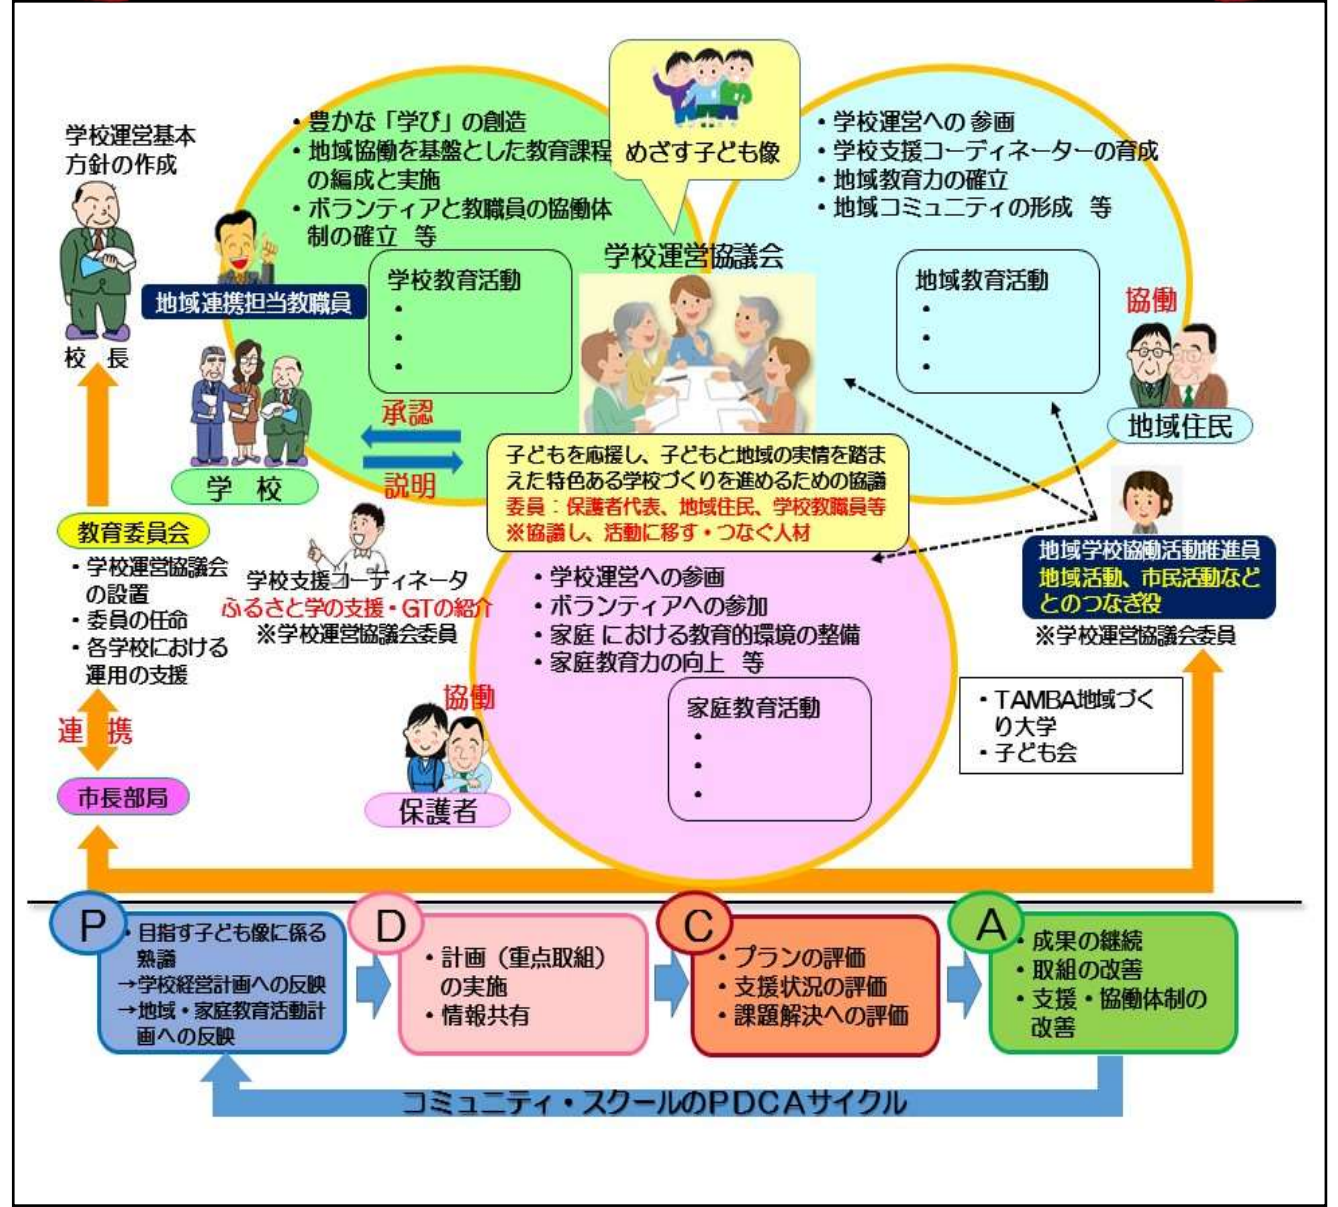 学校運営基本
方針の作成
校　長
・豊かな「学び」の創造
・地域協働を基盤とした教育課程
の編成と実施
・ボランティアと教職員の協働体
制の確立　等
めざす子ども像
・学校運営への 参画
・学校支援コーディネーターの育成
・地域教育力の確立
・地域コミュニティの形成　等
地域連携担当教職員
学校教育活動
・
・
・
学校運営協議会
地域教育活動
・
・
・
協働
地域住民
学　校
承認
説明
子どもを応援し、子どもと地域の実情を踏ま
えた特色ある学校づくりを進めるための協議
委員：保護者代表、地域住民、学校教職員等
※協議し、活動に移す・つなぐ人材
教育委員会
・学校運営協議会
の設置
・委員の任命
・各学校における
運用の支援
連　携
市長部局
学校支援コーディネータ
ふるさと学の支援・GTの紹介
※学校運営協議会委員
地域学校協働活動推進員
地域活動、市民活動など
とのつなぎ役
※学校運営協議会委員
・学校運営への参画
・ボランティアへの参加
・家庭 における教育的環境の整備
・家庭教育力の向上　等
家庭教育活動
・
・
・
協働
保護者
・TAMBA地域づく
り大学
・子ども会
P
・目指す子ども像に係る
熟議
→学校経営計画への反映
→地域・家庭教育活動計
画への反映
D
・計画（重点取組）
の実施
・情報共有
C
・プランの評価
・支援状況の評価
・課題解決への評価
A
・成果の継続
・取組の改善
・支援・協働体制の
改善
コミュニティ・スクールのPDCAサイクル